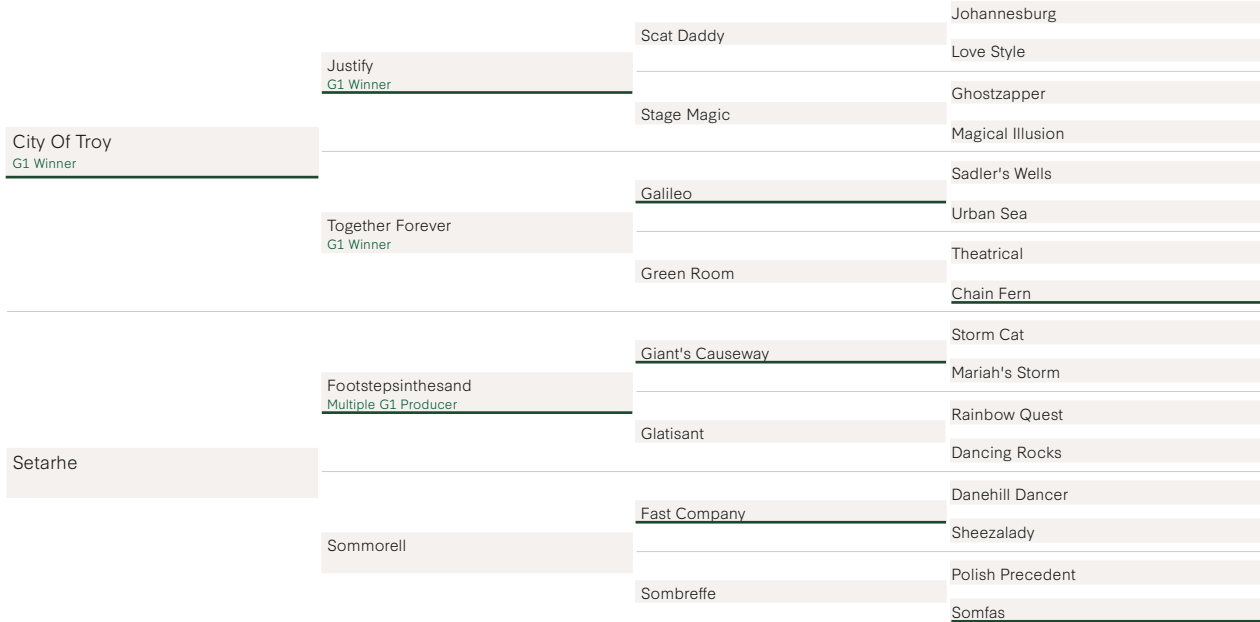 City Of Troy
G1 Winner
Setarhe
Justify
G1 Winner
Together Forever
G1 Winner
Footstepsinthesand
Multiple G1 Producer
Sommorell
Scat Daddy
Stage Magic
Galileo
Green Room
Giant's Causeway
Glatisant
Fast Company
Sombreffe
Johannesburg
Love Style
Ghostzapper
Magical Illusion
Sadler's Wells
Urban Sea
Theatrical
Chain Fern
Storm Cat
Mariah's Storm
Rainbow Quest
Dancing Rocks
Danehill Dancer
Sheezalady
Polish Precedent
Somfas